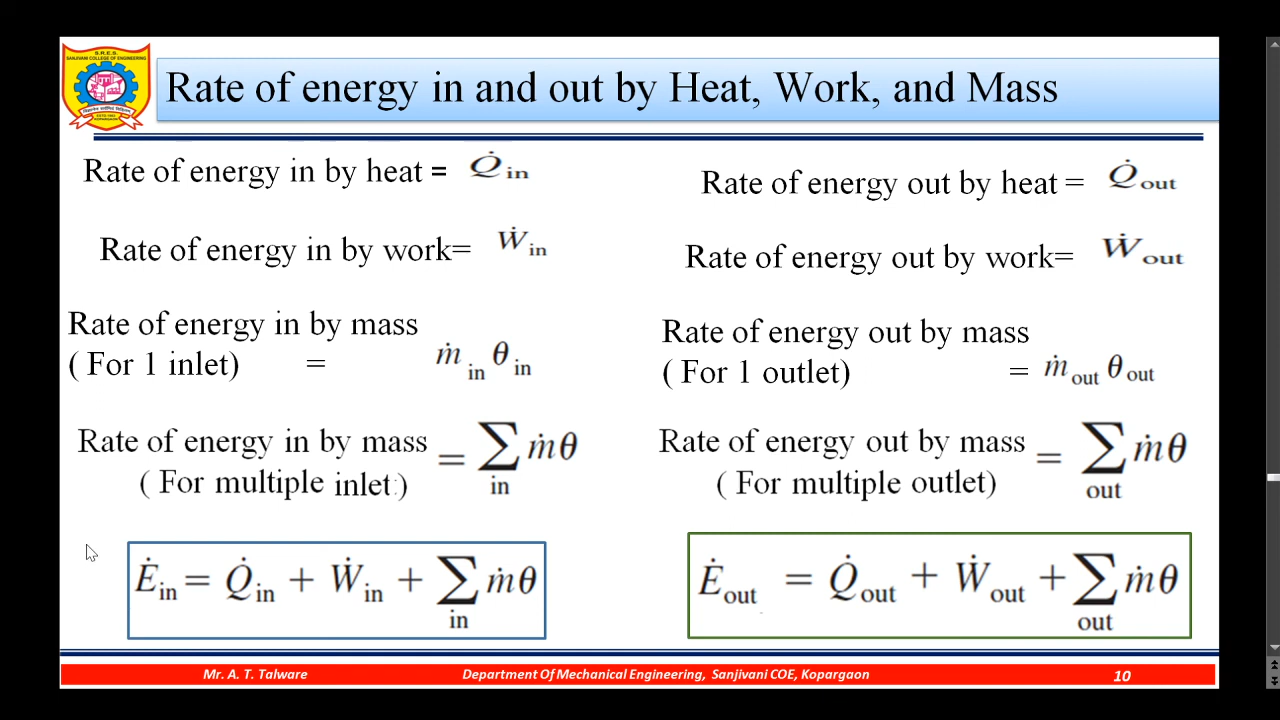 S.R.E.S.
SANJIVANI COLLEGE OF ENGINEERING
Rate of energy in and out by Heat, Work, and Mass
Rate of energy in by heat = Q̇ in
Rate of energy out by heat = Q̇ out
Rate of energy in by work= Ẇ in
Rate of energy out by work= Ẇ out
Rate of energy in by mass
( For 1 inlet) = ṁ in θ in
Rate of energy out by mass
( For 1 outlet) = ṁ out θ out
Rate of energy in by mass
( For multiple inlet ) = ∑ in ṁθ
Rate of energy out by mass
( For multiple outlet) = ∑ out ṁθ
Ė in = Q̇ in + Ẇ in + ∑ in ṁθ
Ė out = Q̇ out + Ẇ out + ∑ out ṁθ
Mr. A. T. Talware
Department Of Mechanical Engineering, Sanjivani COE, Kopargaon
10